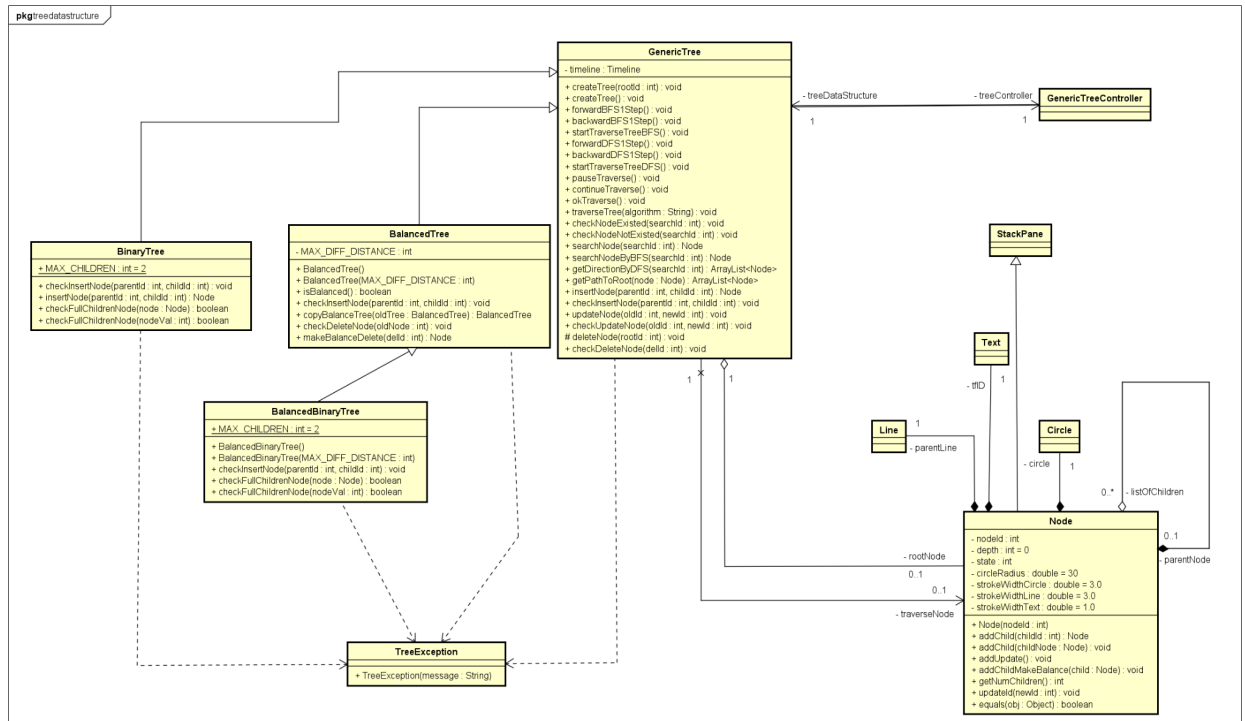 pkg treedatastructure
GenericTree
- timeline : Timeline
+ createTree(rootId : int) : void
+ createTree() : void
+ forwardBFS1Step() : void
+ backwardBFS1Step() : void
+ startTraverseTreeBFS() : void
+ forwardDFS1Step() : void
+ backwardDFS1Step() : void
+ startTraverseTreeDFS() : void
+ pauseTraverse() : void
+ continueTraverse() : void
+ okTraverse() : void
+ traverseTree(algorithm : String) : void
+ checkNodeExisted(searchId : int) : void
+ checkNodeNotExisted(searchId : int) : void
+ searchNode(searchId : int) : Node
+ searchNodeByBFS(searchId : int) : Node
+ getDirectionByDFS(searchId : int) : ArrayList<Node>
+ getPathToRoot(node : Node) : ArrayList<Node>
+ insertNode(parentId : int, childId : int) : Node
+ checkInsertNode(parentId : int, childId : int) : void
+ updateNode(oldId : int, newId : int) : void
+ checkUpdateNode(oldId : int, newId : int) : void
# deleteNode(rootId : int) : void
+ checkDeleteNode(delId : int) : void
- treeDataStructure
1
- treeController
1
GenericTreeController
BinaryTree
+ MAX_CHILDREN : int = 2
+ checkInsertNode(parentId : int, childId : int) : void
+ insertNode(parentId : int, childId : int) : Node
+ checkFullChildrenNode(node : Node) : boolean
+ checkFullChildrenNode(nodeVal : int) : boolean
BalancedTree
- MAX_DIFF_DISTANCE : int
+ BalancedTree()
+ BalancedTree(MAX_DIFF_DISTANCE : int)
+ isBalanced() : boolean
+ checkInsertNode(parentId : int, childId : int) : void
+ copyBalanceTree(oldTree : BalancedTree) : BalancedTree
+ checkDeleteNode(oldNode : int) : void
+ makeBalanceDelete(delId : int) : Node
BalancedBinaryTree
+ MAX_CHILDREN : int = 2
+ BalancedBinaryTree()
+ BalancedBinaryTree(MAX_DIFF_DISTANCE : int)
+ checkInsertNode(parentId : int, childId : int) : void
+ checkFullChildrenNode(node : Node) : boolean
+ checkFullChildrenNode(nodeVal : int) : boolean
StackPane
Text
- tfID
1
Line
1
- parentLine
Circle
- circle
1
1
1
0..*
- listOfChildren
0..1
- parentNode
- rootNode
0..1
0..1
- traverseNode
Node
- nodeId : int
- depth : int = 0
- state : int
- circleRadius : double = 30
- strokeWidthCircle : double = 3.0
- strokeWidthLine : double = 3.0
- strokeWidthText : double = 1.0
+ Node(nodeId : int)
+ addChild(childId : int) : Node
+ addChild(childNode : Node) : void
+ addUpdate() : void
+ addChildMakeBalance(child : Node) : void
+ getNumChildren() : int
+ updateId(newId : int) : void
+ equals(obj : Object) : boolean
TreeException
+ TreeException(message : String)